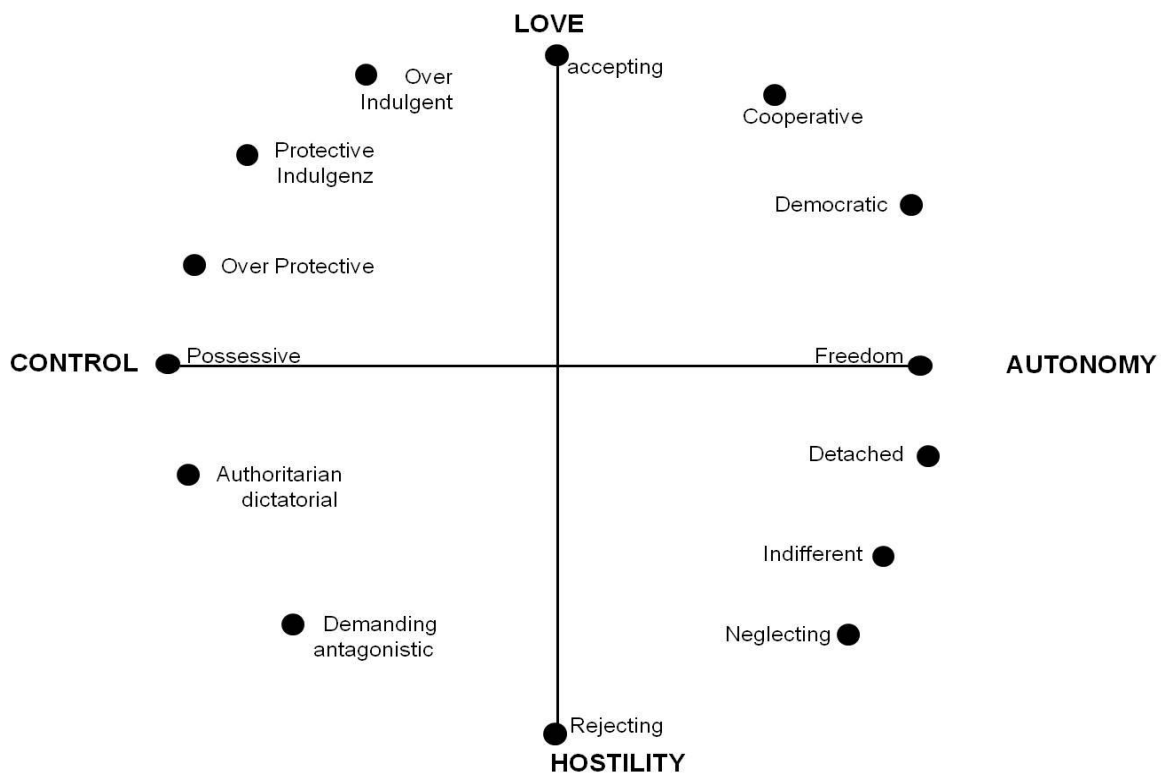 LOVE
accepting
Over
Indulgent
Cooperative
Protective
Indulgenz
Democratic
Over Protective
CONTROL
Possessive
Freedom
AUTONOMY
Detached
Authoritarian
dictatorial
Indifferent
Demanding
antagonistic
Neglecting
Rejecting
HOSTILITY